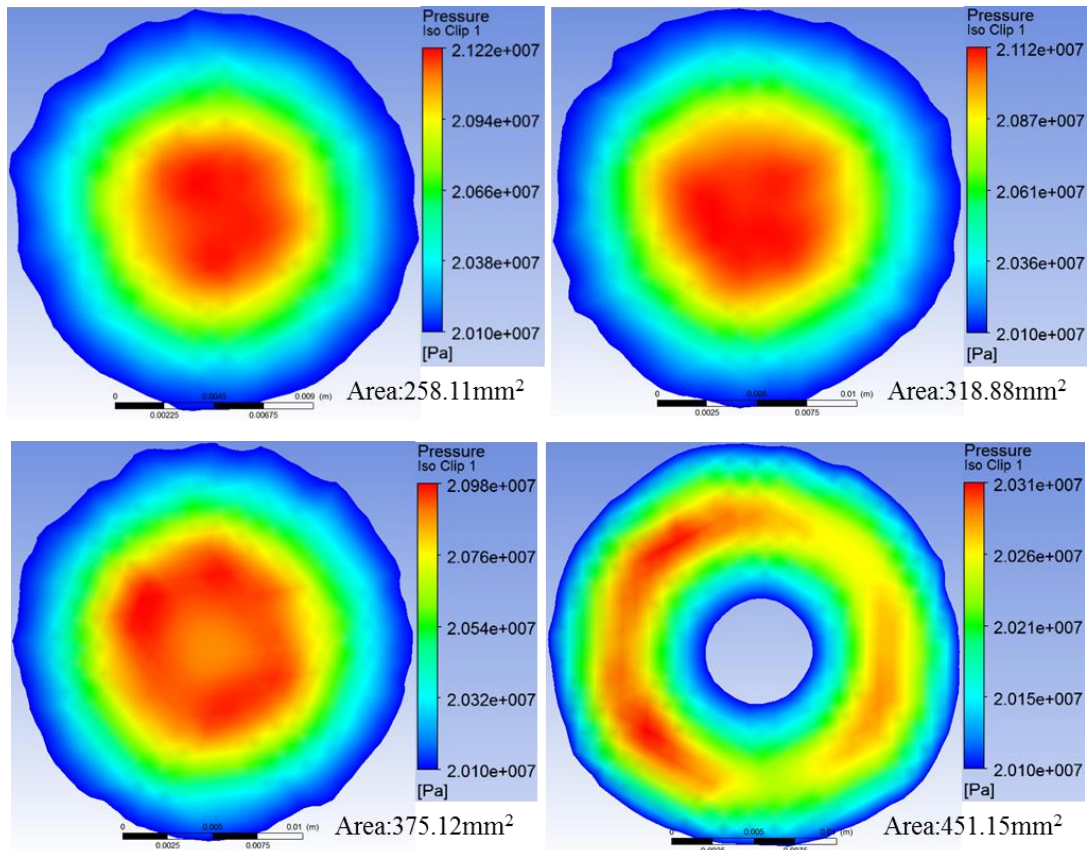 Pressure
Iso Clip 1
2.122e+007
2.094e+007
2.066e+007
2.038e+007
2.010e+007
[Pa]
0 0.0045 0.009 (m)
0.00225 0.00675
Area:258.11mm²
Pressure
Iso Clip 1
2.112e+007
2.087e+007
2.061e+007
2.036e+007
2.010e+007
[Pa]
0 0.005 0.01 (m)
0.0025 0.0075
Area:318.88mm²
Pressure
Iso Clip 1
2.098e+007
2.076e+007
2.054e+007
2.032e+007
2.010e+007
[Pa]
0 0.005 0.01 (m)
0.0025 0.0075
Area:375.12mm²
Pressure
Iso Clip 1
2.031e+007
2.026e+007
2.021e+007
2.015e+007
2.010e+007
[Pa]
0 0.005 0.01 (m)
0.0025 0.0075
Area:451.15mm²